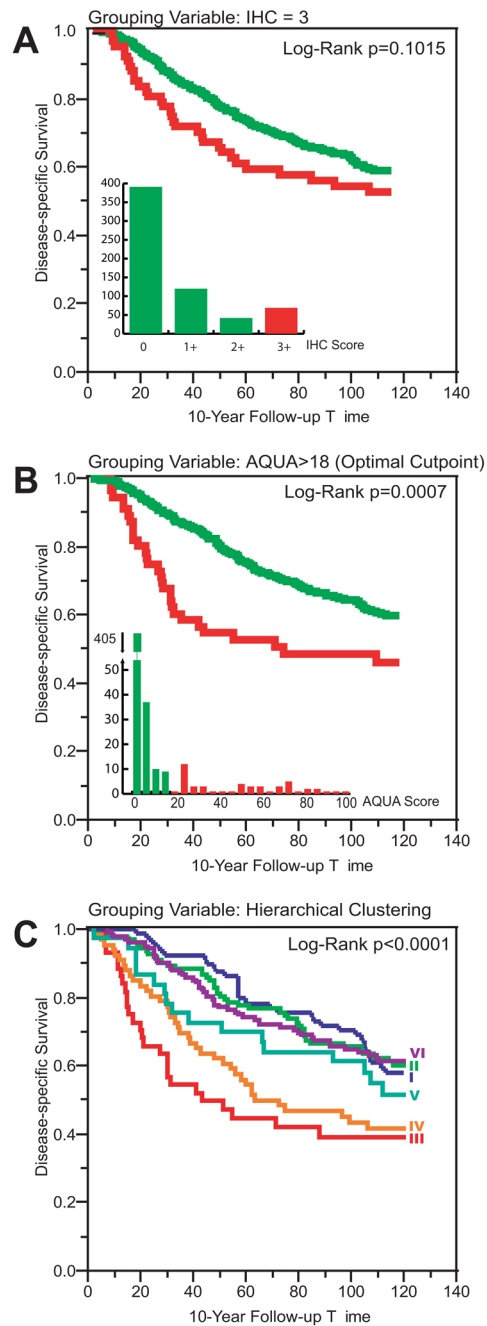 A
Grouping Variable: IHC = 3
Log-Rank p=0.1015
Disease-specific Survival
1.0
0.8
0.6
0.4
0.2
0.0
400
350
300
250
200
150
100
50
0
0 1+ 2+ 3+ IHC Score
0 20 40 60 80 100 120 140
10-Year Follow-up T ime
B
Grouping Variable: AQUA>18 (Optimal Cutpoint)
Log-Rank p=0.0007
Disease-specific Survival
1.0
0.8
0.6
0.4
0.2
0.0
405
50
40
30
20
10
0
0 20 40 60 80 100 AQUA Score
0 20 40 60 80 100 120 140
10-Year Follow-up T ime
C
Grouping Variable: Hierarchical Clustering
Log-Rank p<0.0001
Disease-specific Survival
1.0
0.8
0.6
0.4
0.2
0.0
VI
II
I
V
IV
III
0 20 40 60 80 100 120 140
10-Year Follow-up T ime